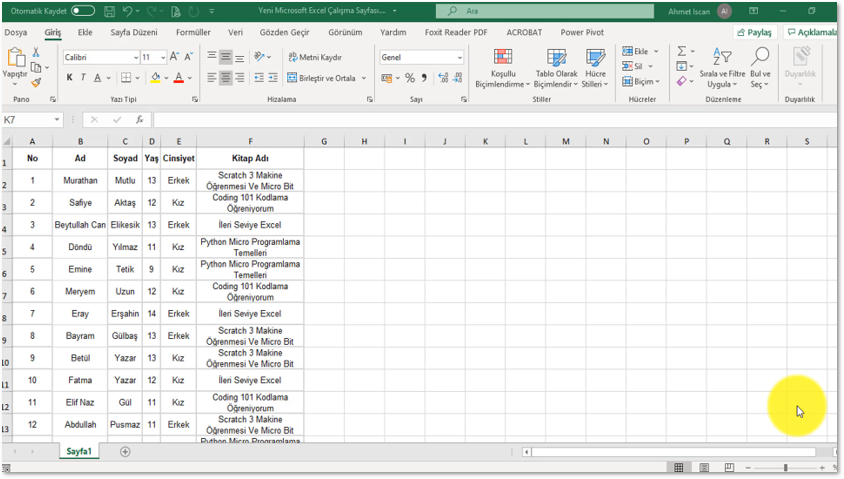 Otomatik Kaydet Yeni Microsoft Excel Çalışma Sayfası.... Ara Ahmet Iscan AI
Dosya Giriş Ekle Sayfa Düzeni Formüller Veri Gözden Geçir Görünüm Yardım Foxit Reader PDF ACROBAT Power Pivot Paylaş Açıklamala
Yapıştır
Calibri 11 A A
K T A A
Metni Kaydır
Birleştir ve Ortala
Genel
%
Koşullu Biçimlendirme
Tablo Olarak Biçimlendir
Hücre Stilleri
Ekle
Sil
Biçim
Sırala ve Filtre Uygula
Bul ve Seç
Duyarlılık
Pano Yazı Tipi Hizalama Sayı Stiller Hücreler Düzenleme Duyarlılık
K7 fx
A B C D E F G H I J K L M N O P Q R S
1 No Ad Soyad Yaş Cinsiyet Kitap Adı
2 1 Murathan Mutlu 13 Erkek Scratch 3 Makine
Öğrenmesi Ve Micro Bit
3 2 Safiye Aktaş 12 Kız Coding 101 Kodlama
Öğreniyorum
4 3 Beytullah Can Elikesik 13 Erkek İleri Seviye Excel
5 4 Döndü Yılmaz 11 Kız Python Micro Programlama
Temelleri
6 5 Emine Tetik 9 Kız Python Micro Programlama
Temelleri
7 6 Meryem Uzun 12 Kız Coding 101 Kodlama
Öğreniyorum
8 7 Eray Erşahin 14 Erkek İleri Seviye Excel
9 8 Bayram Gülbaş 13 Erkek Scratch 3 Makine
Öğrenmesi Ve Micro Bit
10 9 Betül Yazar 13 Kız Scratch 3 Makine
Öğrenmesi Ve Micro Bit
11 10 Fatma Yazar 12 Kız İleri Seviye Excel
12 11 Elif Naz Gül 11 Kız Coding 101 Kodlama
Öğreniyorum
13 12 Abdullah Pusmaz 11 Erkek Scratch 3 Makine
Öğrenmesi Ve Micro Bit
Python Micro Programlama
Sayfa1